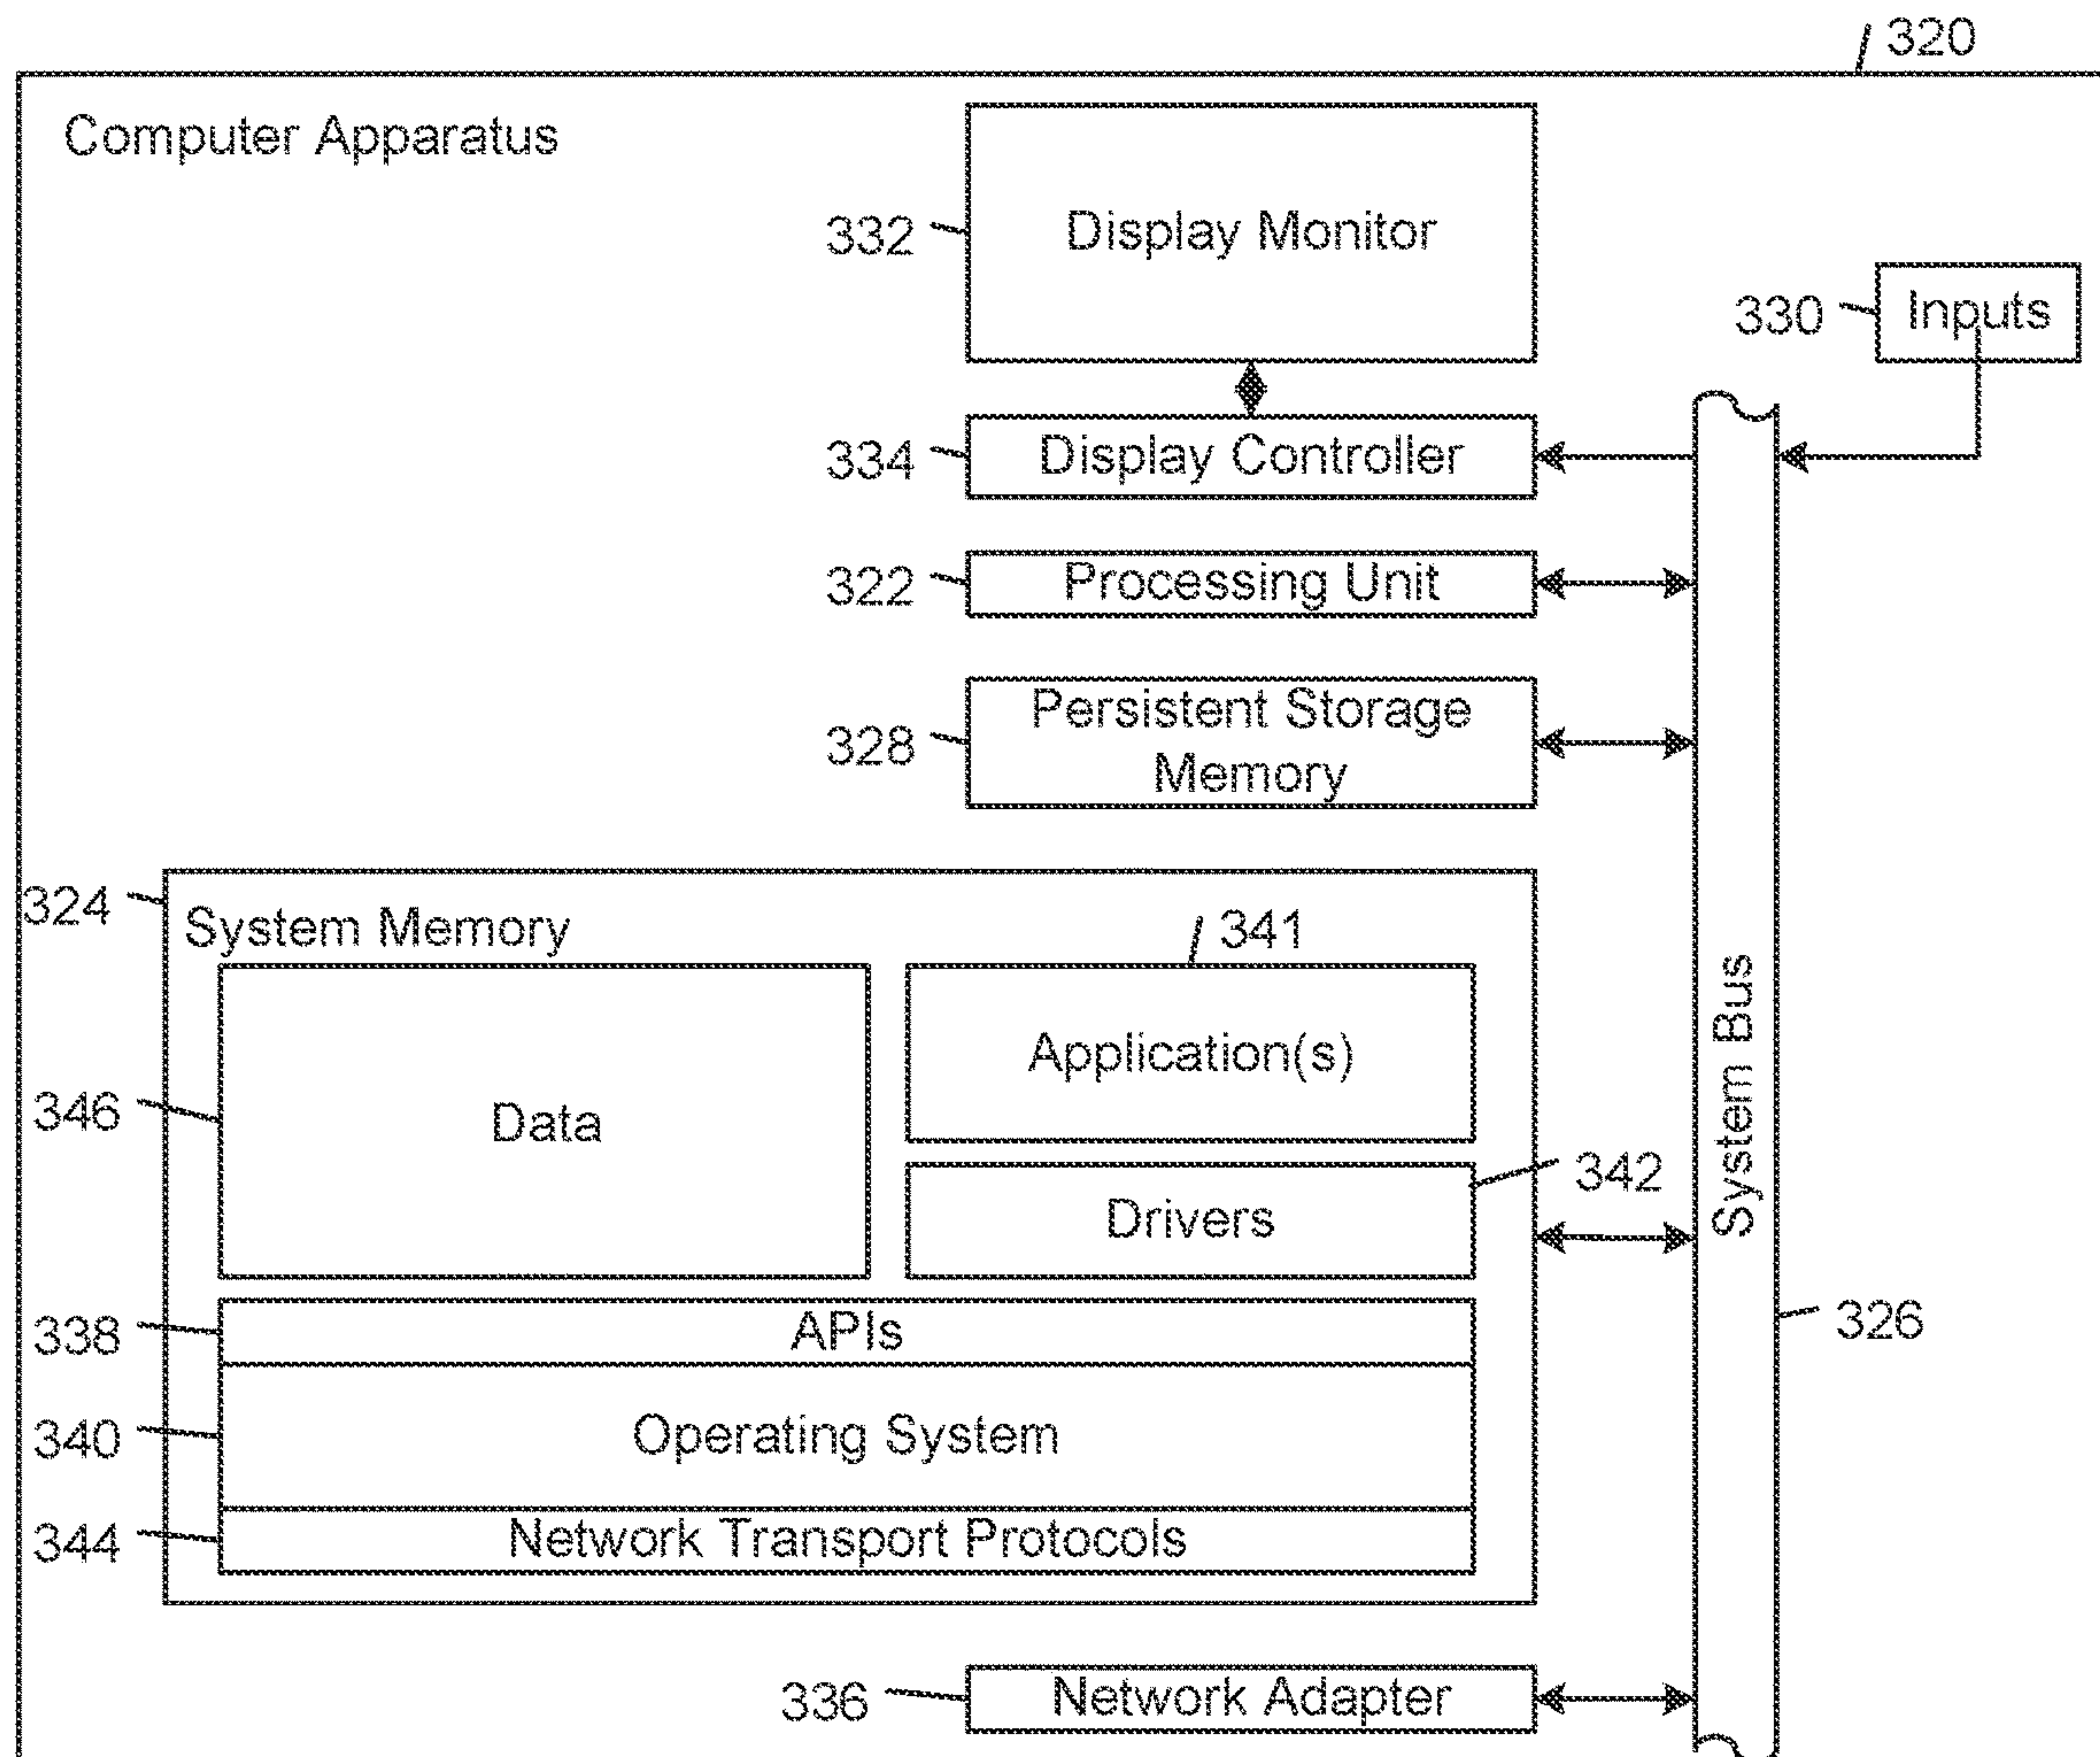 320
Computer Apparatus
332
Display Monitor
330
Inputs
334
Display Controller
322
Processing Unit
328
Persistent Storage
Memory
324
System Memory
341
Application(s)
346
Data
342
Drivers
System Bus
326
338
APIs
340
Operating System
344
Network Transport Protocols
336
Network Adapter